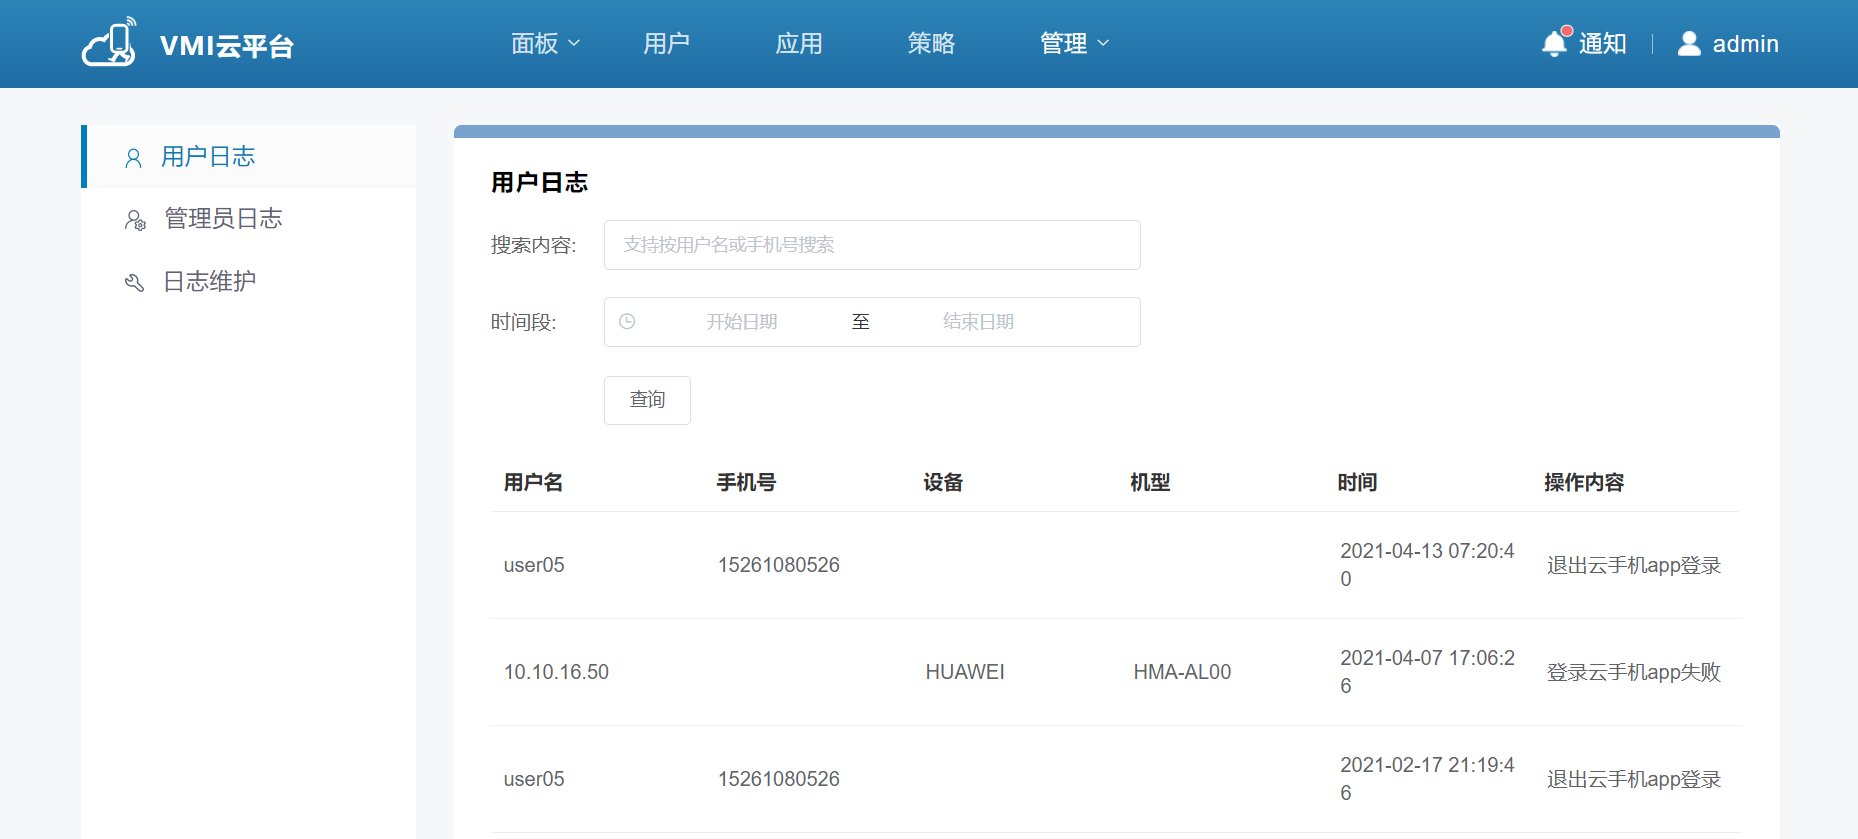 VMI云平台
面板
用户
应用
策略
管理
通知
admin
用户日志
管理员日志
日志维护
用户日志
搜索内容:
支持按用户名或手机号搜索
时间段:
开始日期
至
结束日期
查询
用户名 手机号 设备 机型 时间 操作内容
user05 15261080526 2021-04-13 07:20:4
0
退出云手机app登录
10.10.16.50 HUAWEI HMA-AL00 2021-04-07 17:06:2
6
登录云手机app失败
user05 15261080526 2021-02-17 21:19:4
6
退出云手机app登录